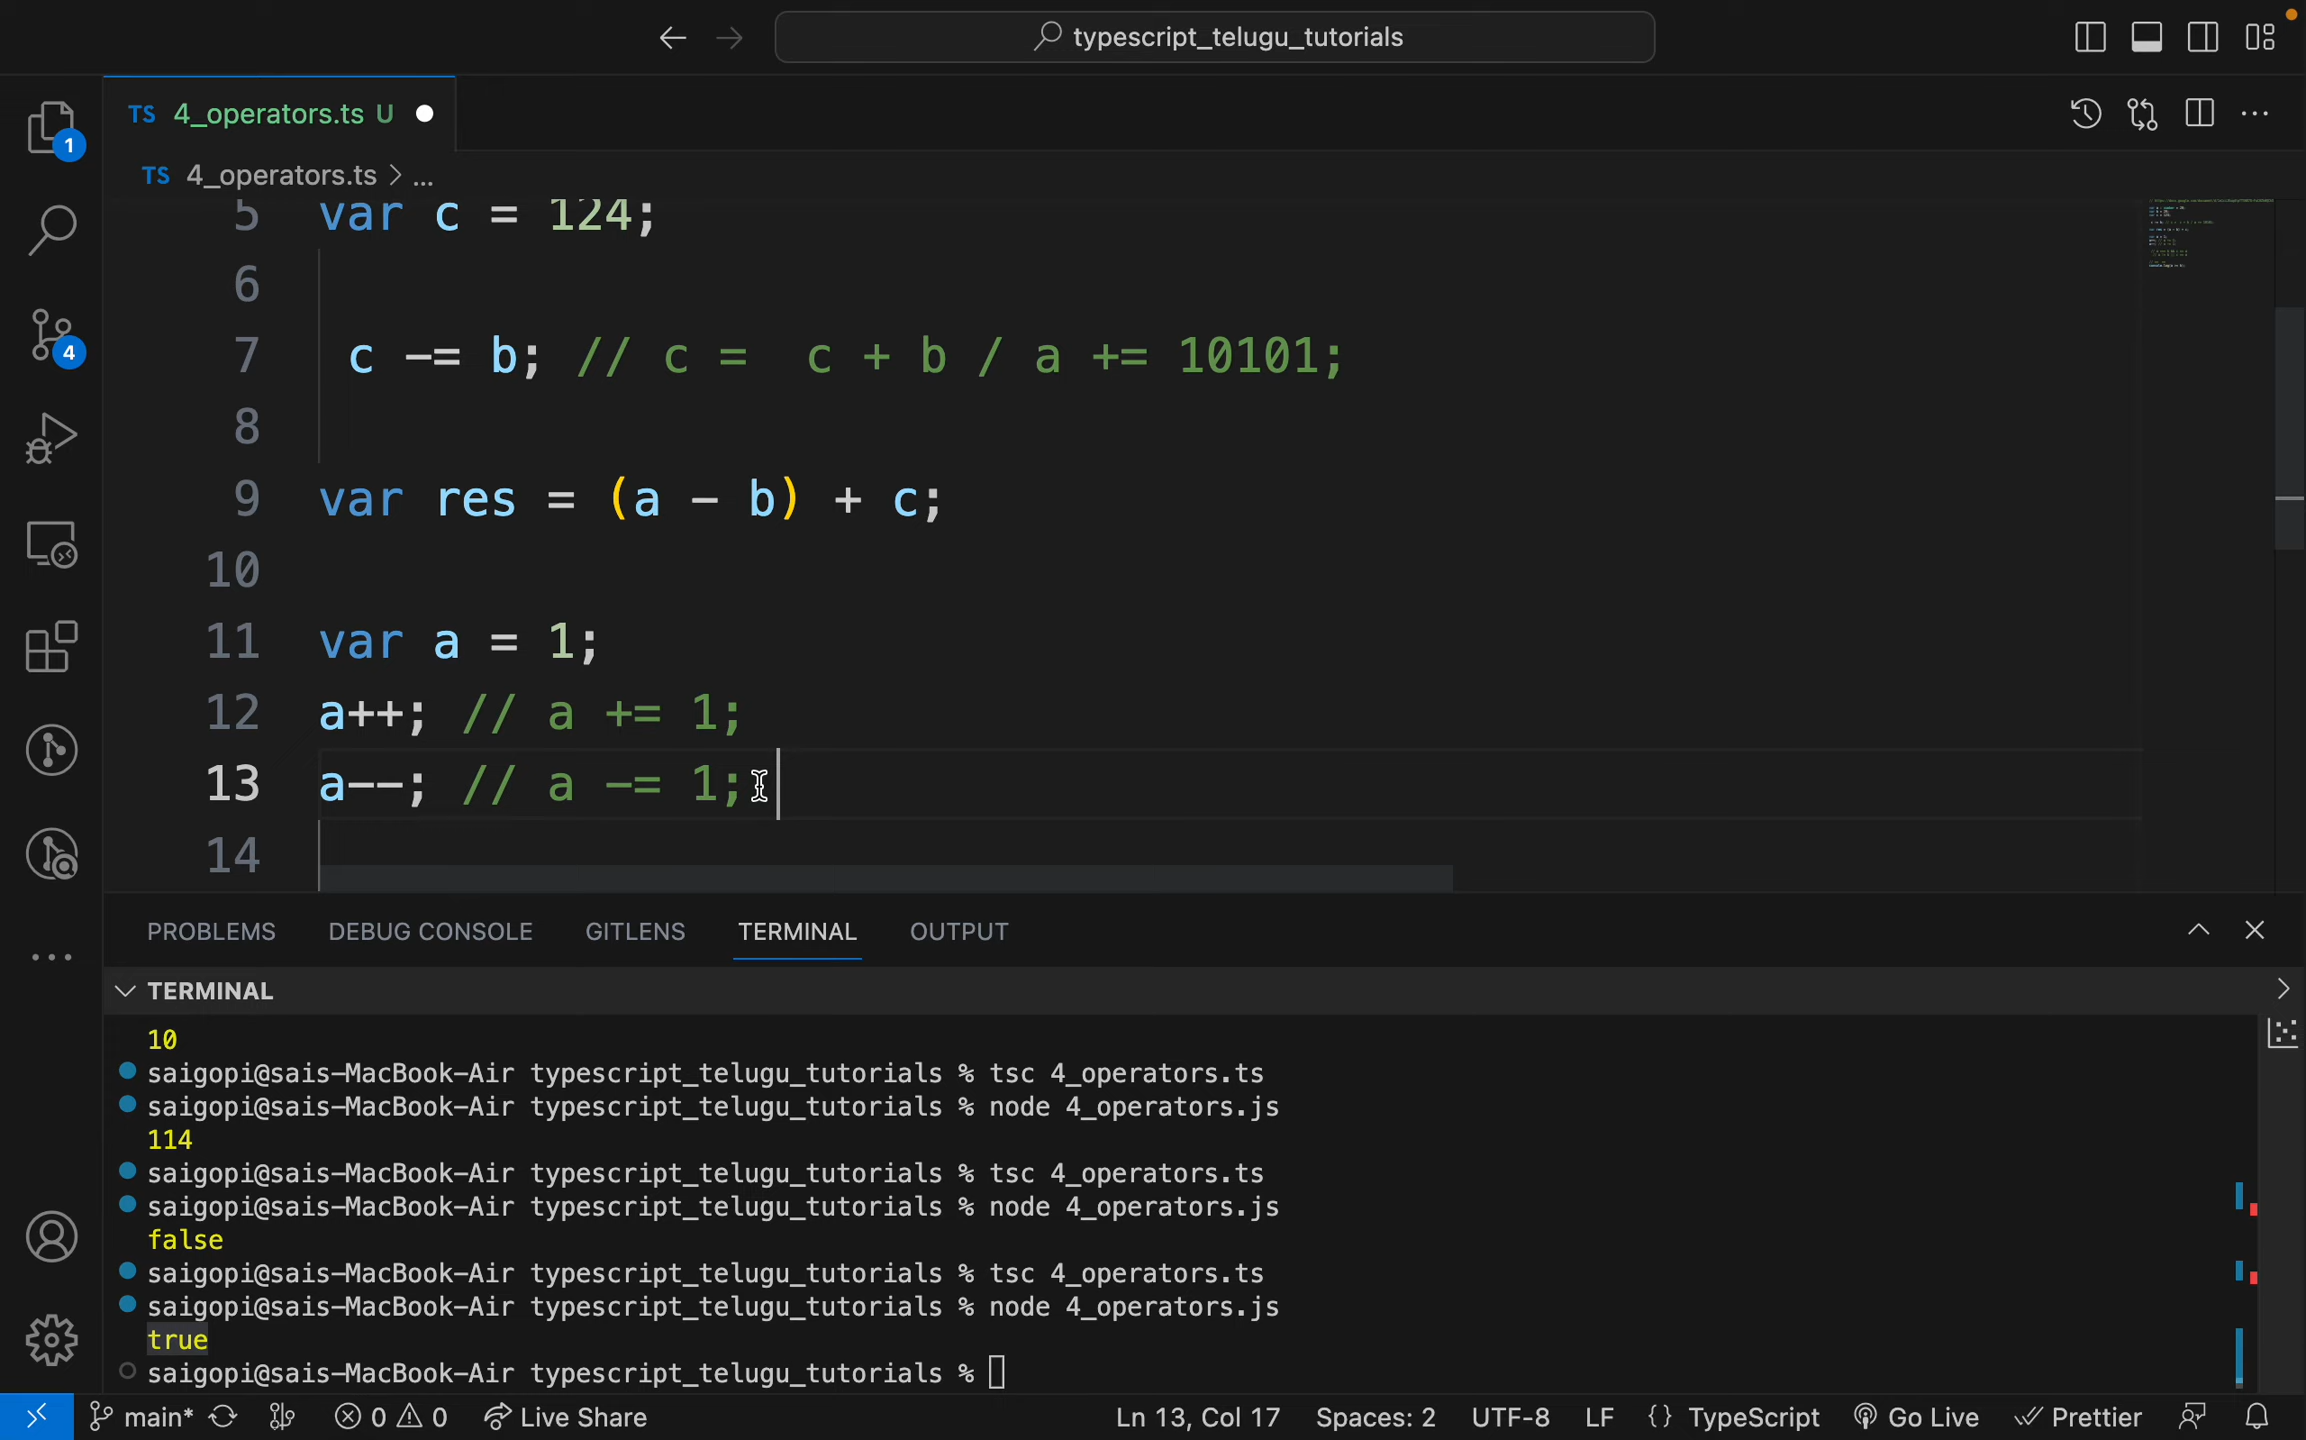 typescript_telugu_tutorials
TS 4_operators.ts U
TS 4_operators.ts > ...
1
4
5 var c = 124;
6
7 c -= b; // c =  c + b / a += 10101;
8
9 var res = (a - b) + c;
10
11 var a = 1;
12 a++; // a += 1;
13 a--; // a -= 1;
14
PROBLEMS DEBUG CONSOLE GITLENS TERMINAL OUTPUT
TERMINAL
10
saigopi@sais-MacBook-Air typescript_telugu_tutorials % tsc 4_operators.ts
saigopi@sais-MacBook-Air typescript_telugu_tutorials % node 4_operators.js
114
saigopi@sais-MacBook-Air typescript_telugu_tutorials % tsc 4_operators.ts
saigopi@sais-MacBook-Air typescript_telugu_tutorials % node 4_operators.js
false
saigopi@sais-MacBook-Air typescript_telugu_tutorials % tsc 4_operators.ts
saigopi@sais-MacBook-Air typescript_telugu_tutorials % node 4_operators.js
true
saigopi@sais-MacBook-Air typescript_telugu_tutorials %
main* 0 0 Live Share Ln 13, Col 17 Spaces: 2 UTF-8 LF {} TypeScript Go Live Prettier